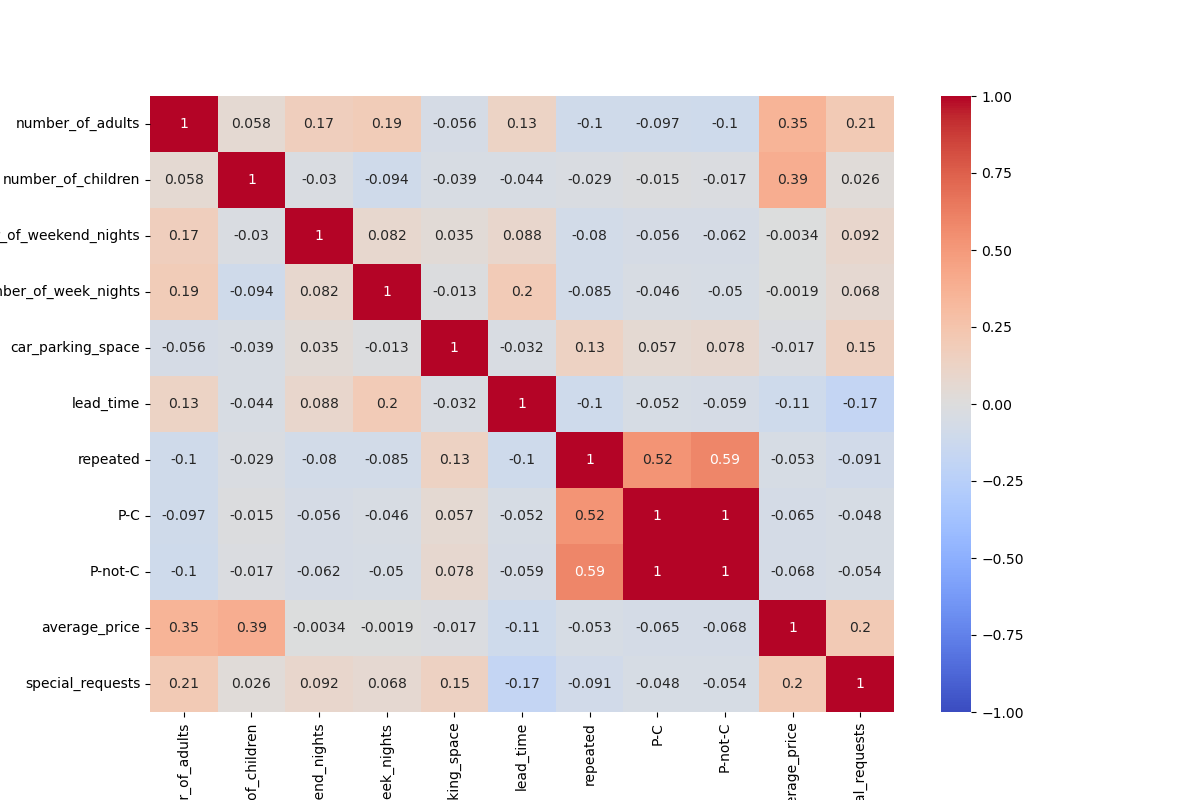 number_of_adults 1 0.058 0.17 0.19 -0.056 0.13 -0.1 -0.097 -0.1 0.35 0.21
number_of_children 0.058 1 -0.03 -0.094 -0.039 -0.044 -0.029 -0.015 -0.017 0.39 0.026
_of_weekend_nights 0.17 -0.03 1 0.082 0.035 0.088 -0.08 -0.056 -0.062 -0.0034 0.092
ber_of_week_nights 0.19 -0.094 0.082 1 -0.013 0.2 -0.085 -0.046 -0.05 -0.0019 0.068
car_parking_space -0.056 -0.039 0.035 -0.013 1 -0.032 0.13 0.057 0.078 -0.017 0.15
lead_time 0.13 -0.044 0.088 0.2 -0.032 1 -0.1 -0.052 -0.059 -0.11 -0.17
repeated -0.1 -0.029 -0.08 -0.085 0.13 -0.1 1 0.52 0.59 -0.053 -0.091
P-C -0.097 -0.015 -0.056 -0.046 0.057 -0.052 0.52 1 1 -0.065 -0.048
P-not-C -0.1 -0.017 -0.062 -0.05 0.078 -0.059 0.59 1 1 -0.068 -0.054
average_price 0.35 0.39 -0.0034 -0.0019 -0.017 -0.11 -0.053 -0.065 -0.068 1 0.2
special_requests 0.21 0.026 0.092 0.068 0.15 -0.17 -0.091 -0.048 -0.054 0.2 1
r_of_adults
of_children
end_nights
eek_nights
king_space
lead_time
repeated
P-C
P-not-C
erage_price
al_requests
1.00
0.75
0.50
0.25
0.00
−0.25
−0.50
−0.75
−1.00